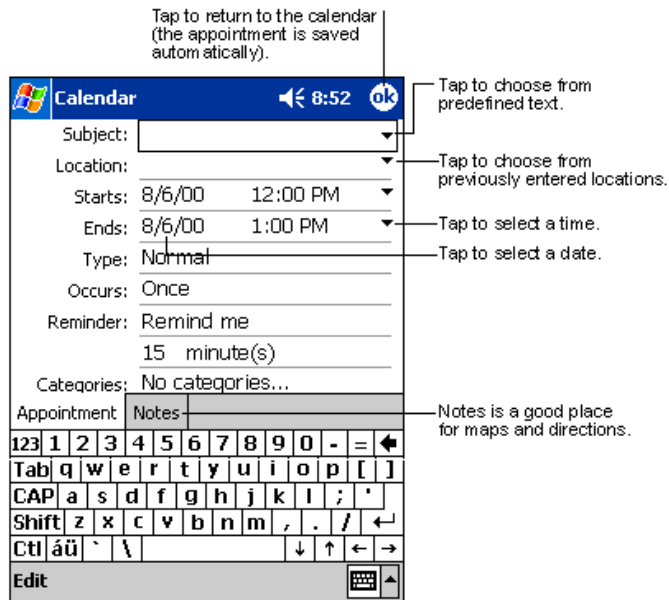 Tap to return to the calendar
(the appointment is saved
automatically).
Calendar 8:52 ok
Tap to choose from
predefined text.
Subject:
Location:
Tap to choose from
previously entered locations.
Starts: 8/6/00 12:00 PM
Ends: 8/6/00 1:00 PM
Tap to select a time.
Tap to select a date.
Type: Normal
Occurs: Once
Reminder: Remind me
15 minute(s)
Categories: No categories...
Appointment Notes
Notes is a good place
for maps and directions.
123 1 2 3 4 5 6 7 8 9 0 - = ←
Tab q w e r t y u i o p [ ]
CAP a s d f g h j k l ; '
Shift z x c v b n m , . / ↵
Ctl áü ` \ ↓ ↑ ← →
Edit